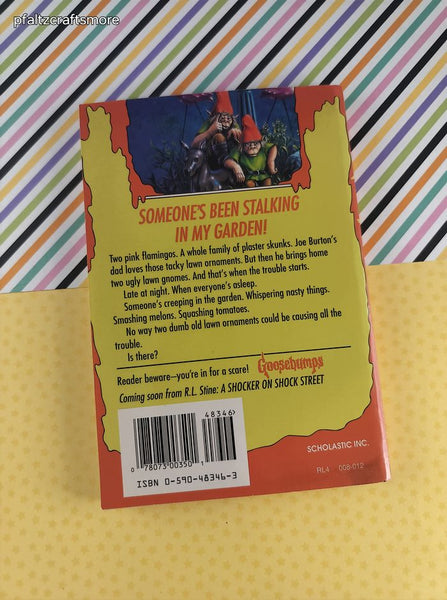 pfaltzcraftsmore
SOMEONE'S BEEN STALKING
IN MY GARDEN!
Two pink flamingos. A whole family of plaster skunks. Joe Burton's
dad loves those tacky lawn ornaments. But then he brings home
two ugly lawn gnomes. And that's when the trouble starts.
Late at night. When everyone's asleep.
Someone's creeping in the garden. Whispering nasty things.
Smashing melons. Squashing tomatoes.
No way two dumb old lawn ornaments could be causing all the
trouble.
Is there?
Reader beware—you're in for a scare! Goosebumps
Coming soon from R.L. Stine: A SHOCKER ON SHOCK STREET
48346>
0 78073 00350 1
ISBN 0-590-48346-3
SCHOLASTIC INC.
RL4 008-012